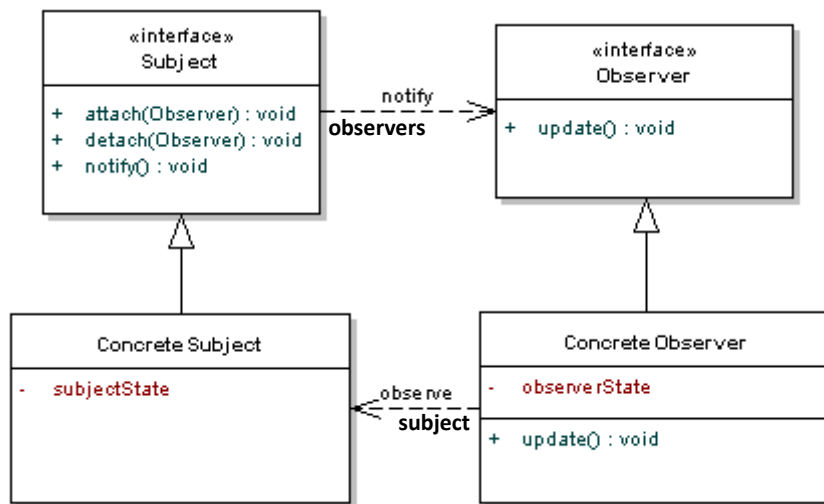 «interface»
Subject
+ attach(Observer) : void
+ detach(Observer) : void
+ notify() : void
notify
observers
«interface»
Observer
+ update() : void
Concrete Subject
- subjectState
observe
subject
Concrete Observer
- observerState
+ update() : void